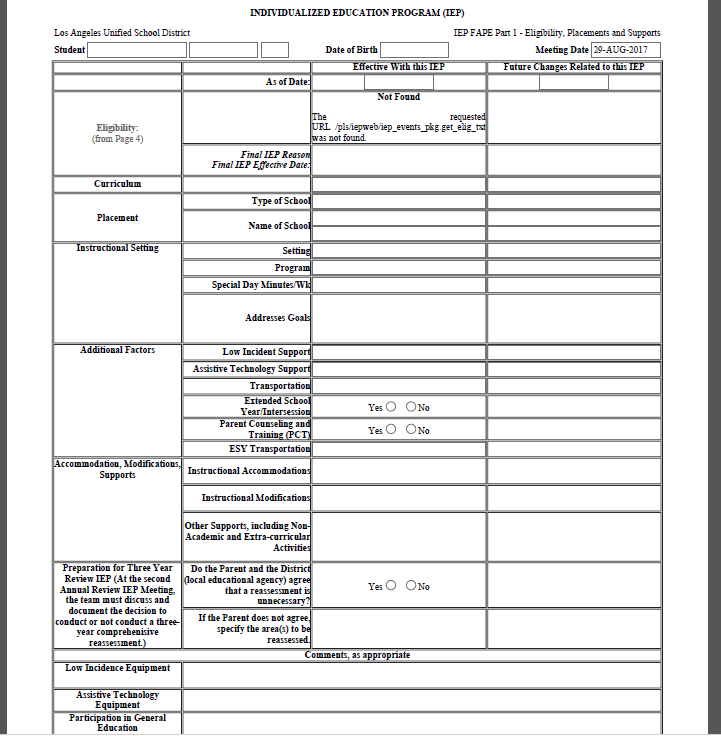 INDIVIDUALIZED EDUCATION PROGRAM (IEP)
Los Angeles Unified School District
IEP FAPE Part 1 - Eligibility, Placements and Supports
Student
Date of Birth
Meeting Date 29-AUG-2017
Effective With this IEP
Future Changes Related to this IEP
As of Date:
Eligibility:
(from Page 4)
Not Found
The requested
URL /pls/iepweb/iep_events_pkg.get_elig_txt
was not found.
Final IEP Reason
Final IEP Effective Date:
Curriculum
Placement
Type of School
Name of School
Instructional Setting
Setting
Program
Special Day Minutes/Wk
Addresses Goals
Additional Factors
Low Incident Support
Assistive Technology Support
Transportation
Extended School
Year/Intersession
Yes No
Parent Counseling and
Training (PCT)
Yes No
ESY Transportation
Accommodation, Modifications,
Supports
Instructional Accommodations
Instructional Modifications
Other Supports, including Non-
Academic and Extra-curricular
Activities
Preparation for Three Year
Review IEP (At the second
Annual Review IEP Meeting,
the team must discuss and
document the decision to
conduct or not conduct a three-
year comprehenisive
reassessment.)
Do the Parent and the District
(local educational agency) agree
that a reassessment is
unnecessary?
Yes No
If the Parent does not agree,
specify the area(s) to be
reassessed.
Comments, as appropriate
Low Incidence Equipment
Assistive Technology
Equipment
Participation in General
Education